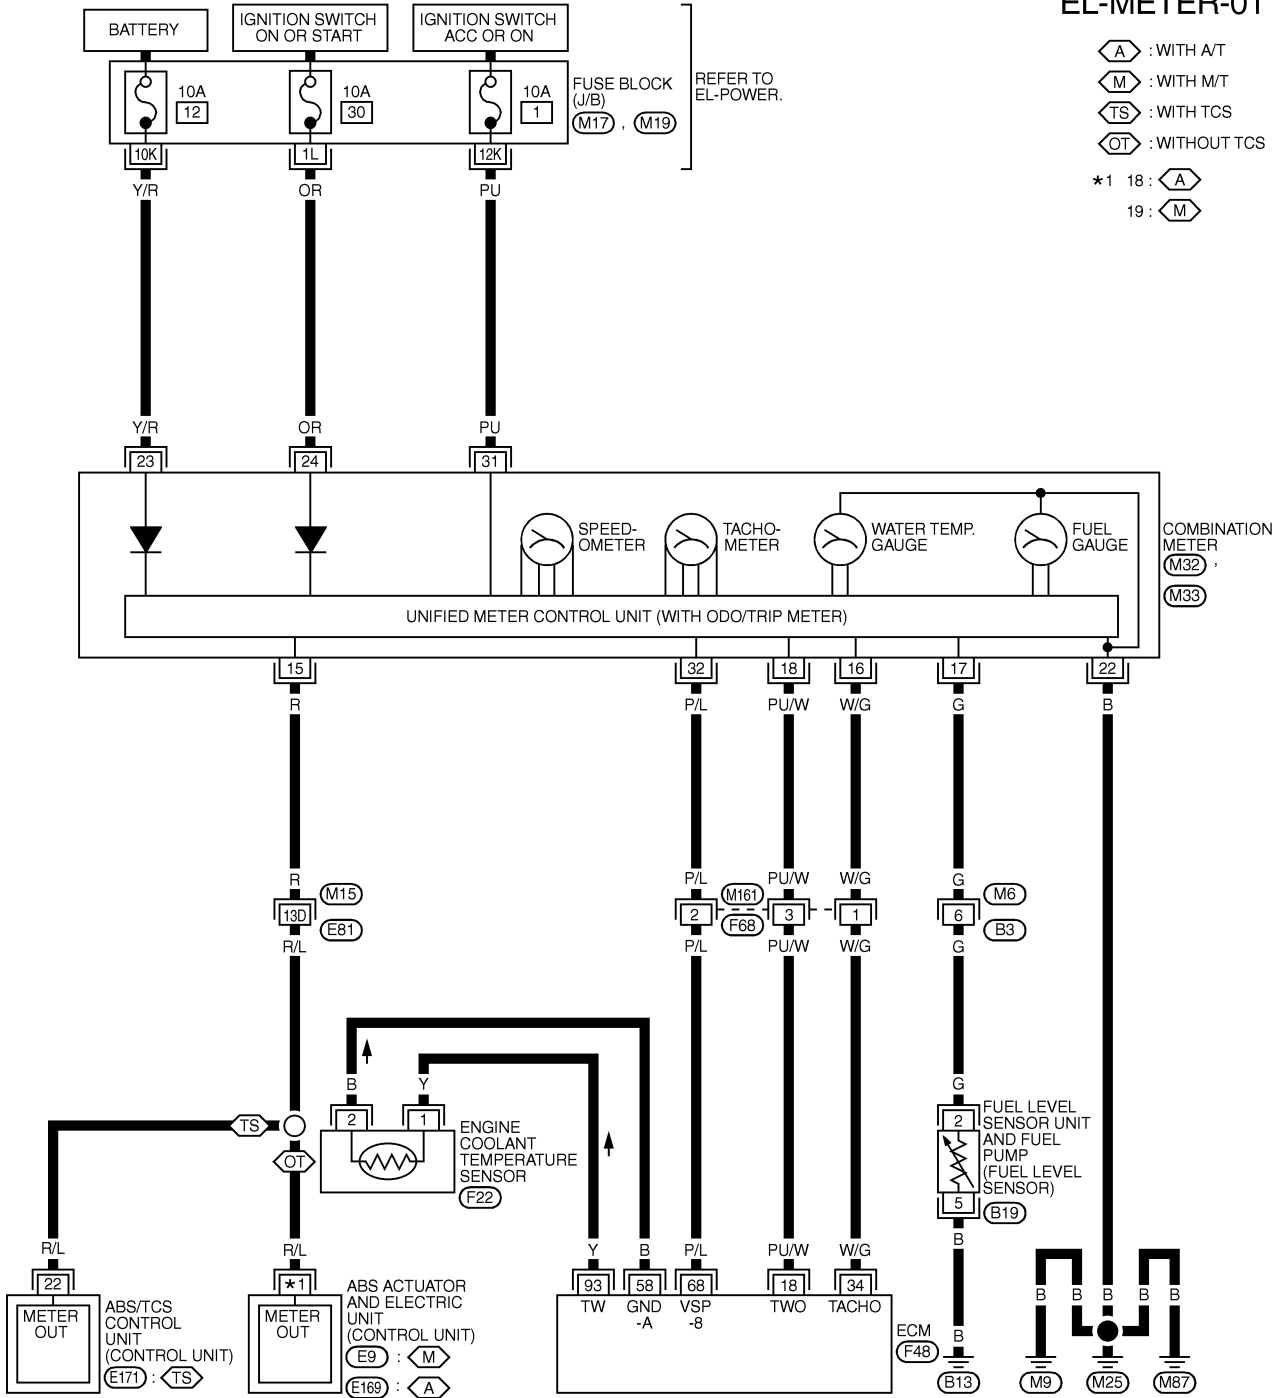 EL-METER-01
BATTERY
IGNITION SWITCH
ON OR START
IGNITION SWITCH
ACC OR ON
10A
12
10A
30
10A
1
FUSE BLOCK
(J/B)
M17 , M19
REFER TO
EL-POWER.
A : WITH A/T
M : WITH M/T
TS : WITH TCS
OT : WITHOUT TCS
*1 18 : A
19 : M
10K 1L 12K
Y/R OR PU
Y/R OR PU
23 24 31
SPEED-
OMETER
TACHO-
METER
WATER TEMP.
GAUGE
FUEL
GAUGE
COMBINATION
METER
M32 ,
M33
UNIFIED METER CONTROL UNIT (WITH ODO/TRIP METER)
15 32 18 16 17 22
R P/L PU/W W/G G B
R P/L PU/W W/G G
M15
13D
E81
M161
2 3 1
F68
M6
6
B3
R/L P/L PU/W W/G G
B Y G
2 1
ENGINE
COOLANT
TEMPERATURE
SENSOR
F22
TS
OT
2
FUEL LEVEL
SENSOR UNIT
AND FUEL
PUMP
(FUEL LEVEL
SENSOR)
5
B19
B
R/L R/L Y B P/L PU/W W/G
22 *1 93 58 68 18 34
METER
OUT
ABS/TCS
CONTROL
UNIT
(CONTROL UNIT)
E171 : TS
METER
OUT
ABS ACTUATOR
AND ELECTRIC
UNIT
(CONTROL UNIT)
E9 : M
E169 : A
TW GND
-A
VSP
-8
TWO TACHO
ECM
F48
B
B13
B B B B B
M9 M25 M87